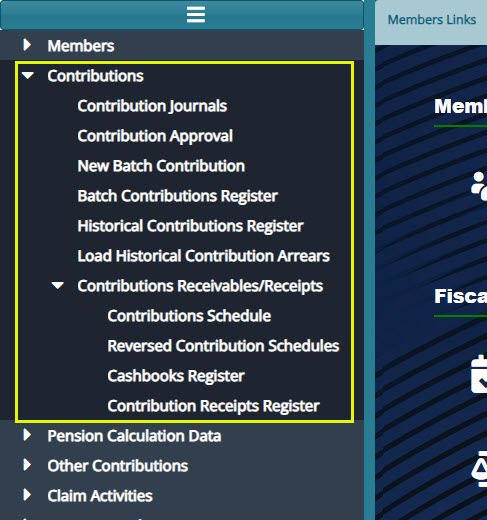 Members Links
Members
Contributions
Contribution Journals
Contribution Approval
New Batch Contribution
Batch Contributions Register
Historical Contributions Register
Load Historical Contribution Arrears
Contributions Receivables/Receipts
Contributions Schedule
Reversed Contribution Schedules
Cashbooks Register
Contribution Receipts Register
Pension Calculation Data
Other Contributions
Claim Activities